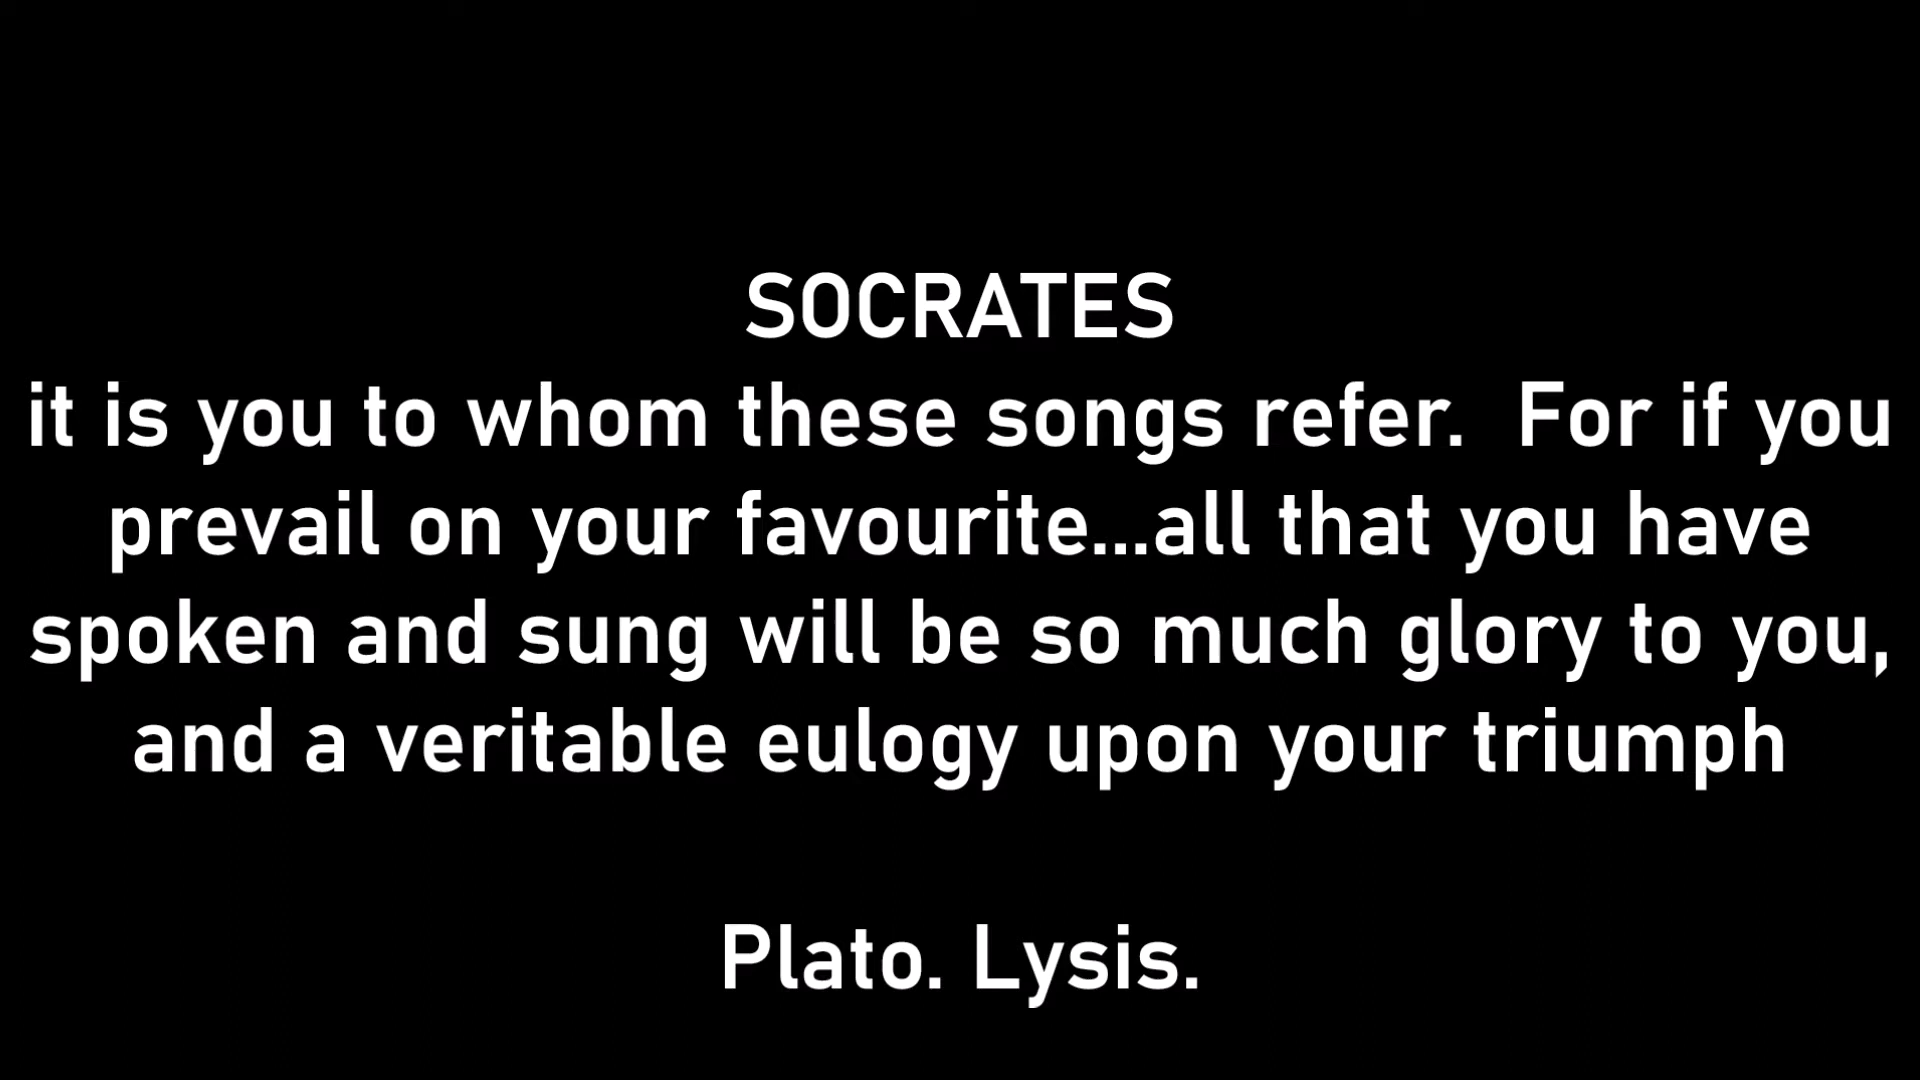 SOCRATES
it is you to whom these songs refer.  For if you
prevail on your favourite...all that you have
spoken and sung will be so much glory to you,
and a veritable eulogy upon your triumph
Plato. Lysis.